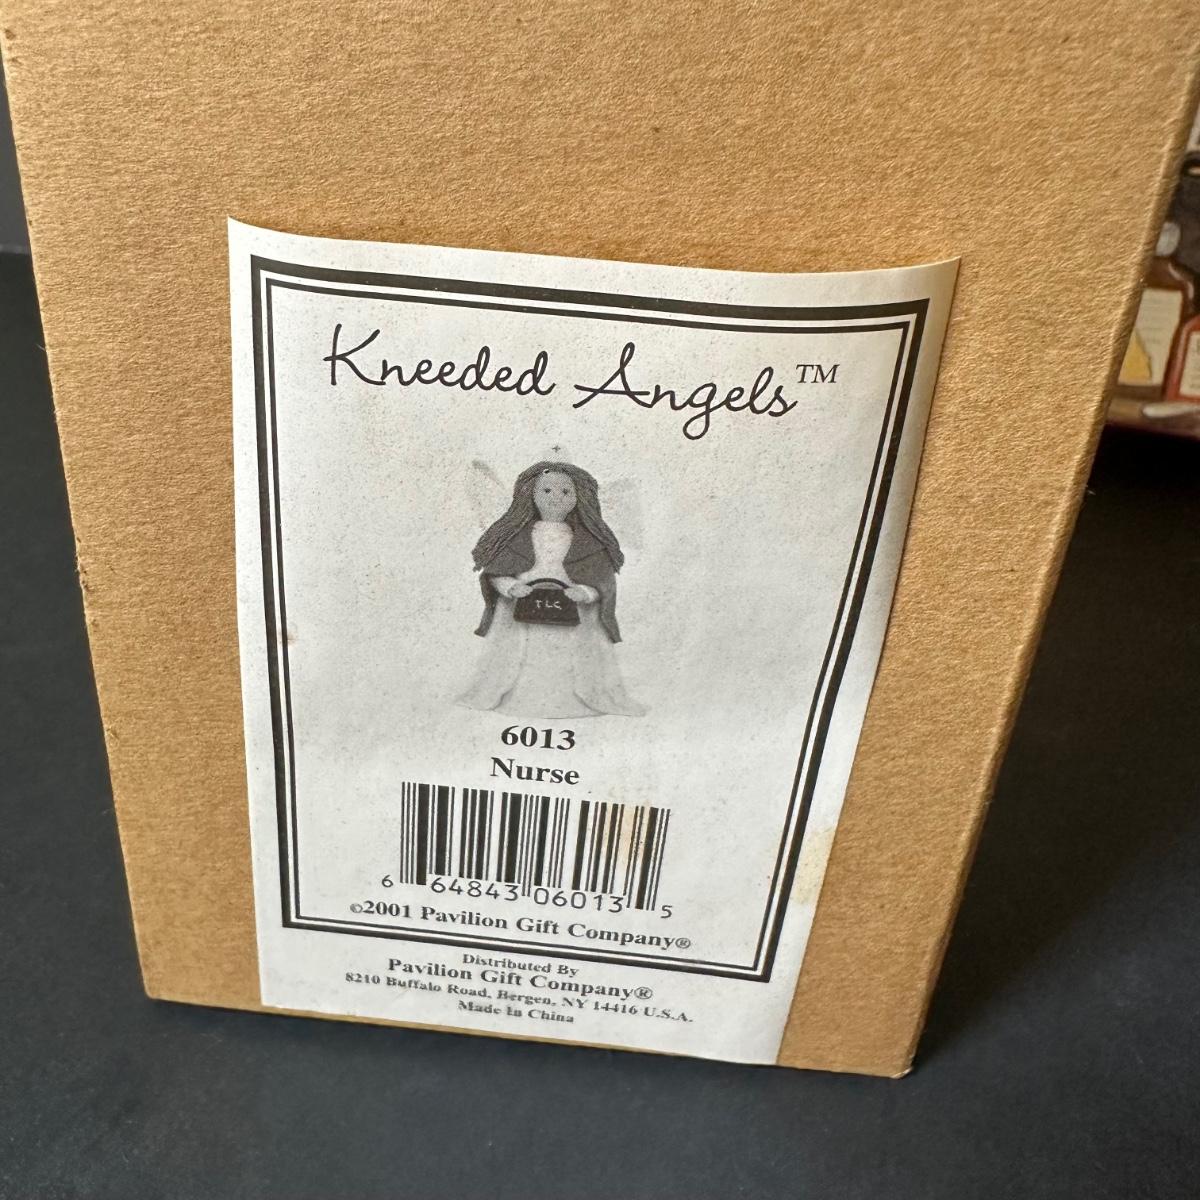 Kneeded Angels™
TLC
6013
Nurse
6 64843 06013 5
©2001 Pavilion Gift Company®
Distributed By
Pavilion Gift Company®
8210 Buffalo Road, Bergen, NY 14416 U.S.A.
Made In China